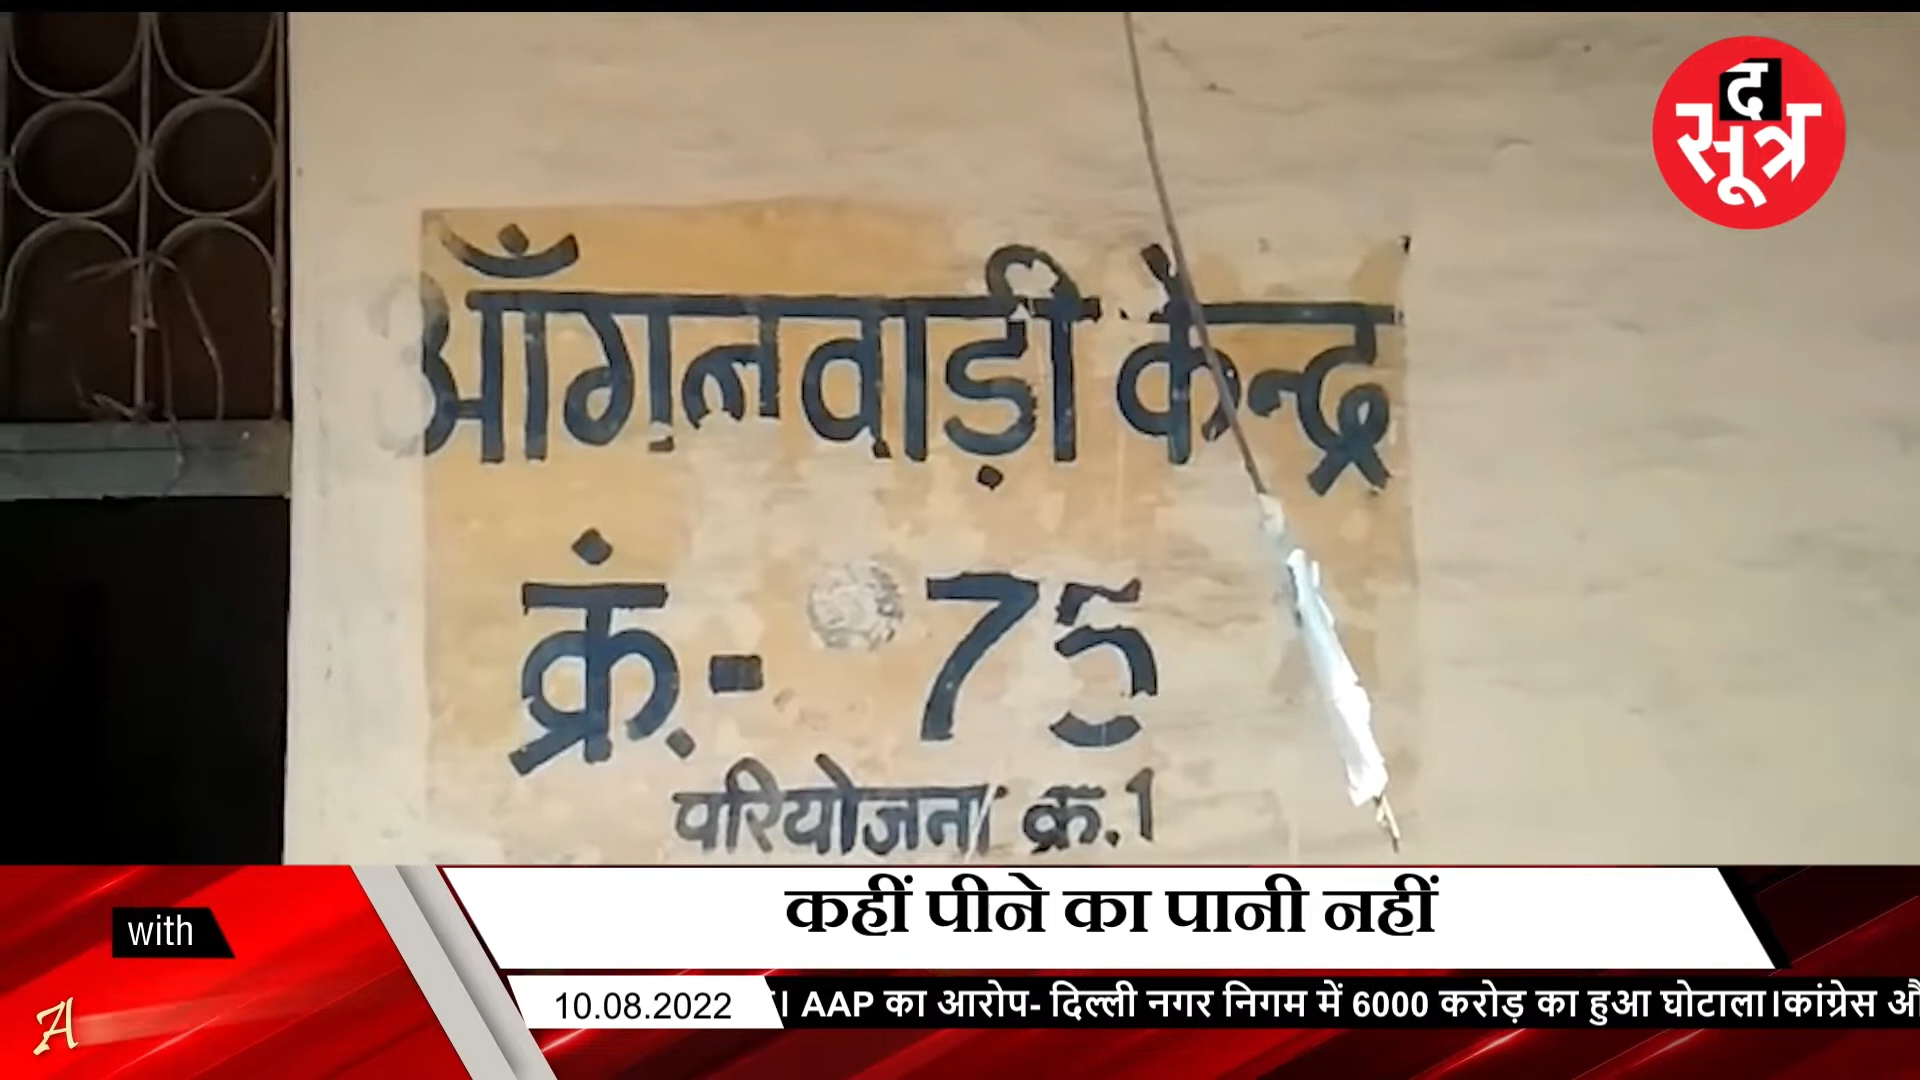 द
सूत्र
आँगनवाड़ी केन्द्र
क्रं.- 75
परियोजना क्र.1
कहीं पीने का पानी नहीं
with
A
10.08.2022
AAP का आरोप- दिल्ली नगर निगम में 6000 करोड़ का हुआ घोटाला।कांग्रेस